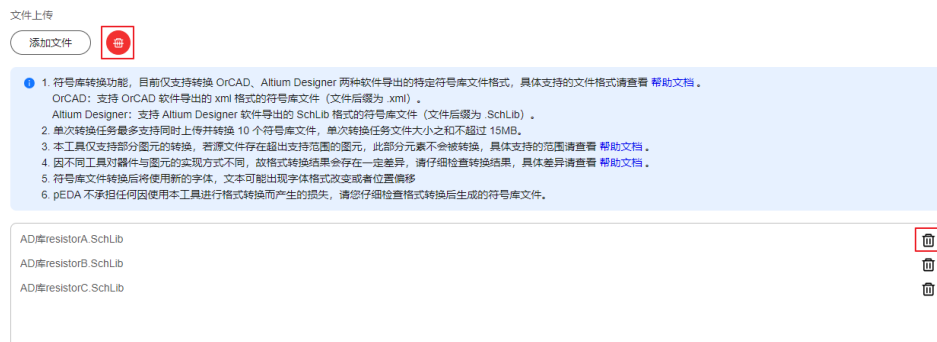 文件上传
添加文件
1. 符号库转换功能，目前仅支持转换 OrCAD、Altium Designer 两种软件导出的特定符号库文件格式，具体支持的文件格式请查看 帮助文档 。
OrCAD：支持 OrCAD 软件导出的 xml 格式的符号库文件（文件后缀为 .xml）。
Altium Designer：支持 Altium Designer 软件导出的 SchLib 格式的符号库文件（文件后缀为 .SchLib）。
2. 单次转换任务最多支持同时上传并转换 10 个符号库文件，单次转换任务文件大小之和不超过 15MB。
3. 本工具仅支持部分图元的转换，若源文件存在超出支持范围的图元，此部分元素不会被转换，具体支持的范围请查看 帮助文档 。
4. 因不同工具对器件与图元的实现方式不同，故格式转换结果会存在一定差异，请仔细检查转换结果，具体差异请查看 帮助文档 。
5. 符号库文件转换后将使用新的字体，文本可能出现字体格式改变或者位置偏移
6. pEDA 不承担任何因使用本工具进行格式转换而产生的损失，请您仔细检查格式转换后生成的符号库文件。
AD库resistorA.SchLib
AD库resistorB.SchLib
AD库resistorC.SchLib